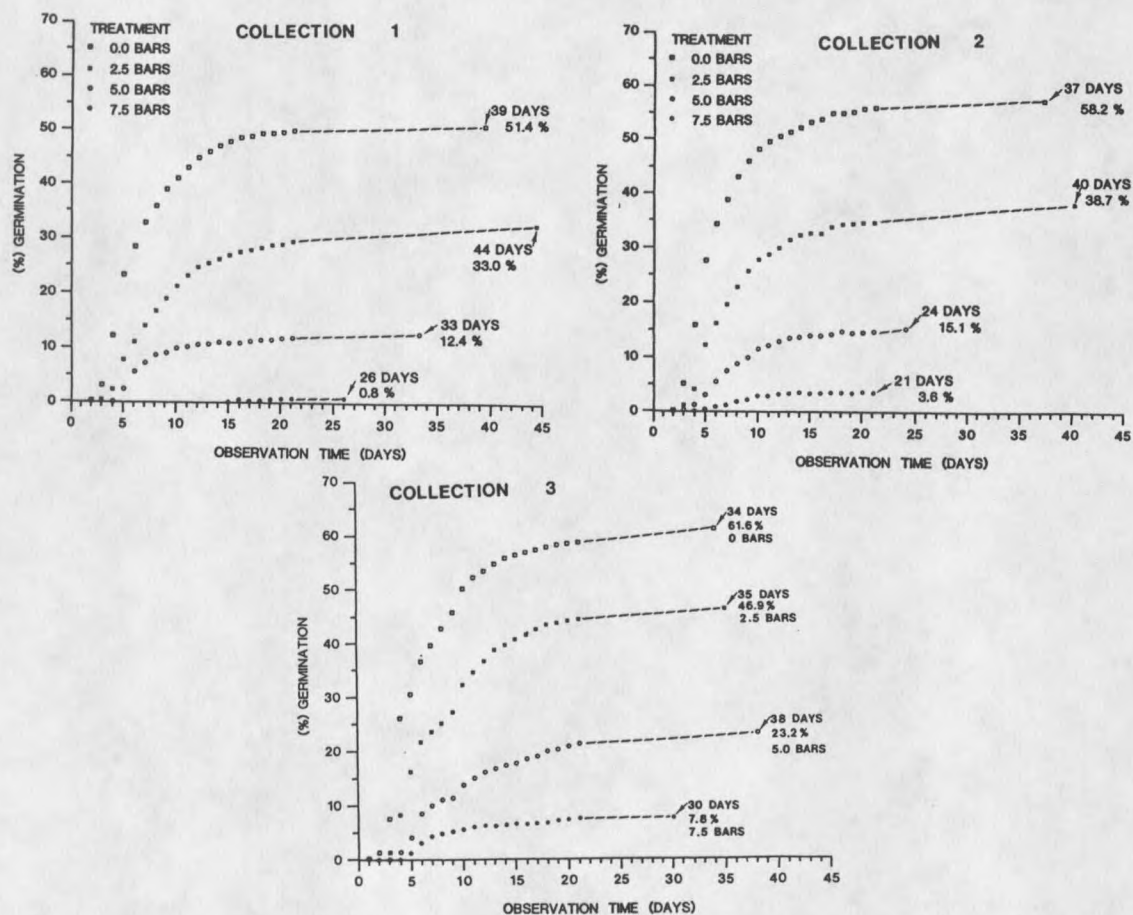 COLLECTION 1
TREATMENT
0.0 BARS
2.5 BARS
5.0 BARS
7.5 BARS
(%) GERMINATION
70
60
50
40
30
20
10
0
39 DAYS
51.4 %
44 DAYS
33.0 %
33 DAYS
12.4 %
26 DAYS
0.8 %
0 5 10 15 20 25 30 35 40 45
OBSERVATION TIME (DAYS)
COLLECTION 2
TREATMENT
0.0 BARS
2.5 BARS
5.0 BARS
7.5 BARS
(%) GERMINATION
70
60
50
40
30
20
10
0
37 DAYS
58.2 %
40 DAYS
38.7 %
24 DAYS
15.1 %
21 DAYS
3.6 %
0 5 10 15 20 25 30 35 40 45
OBSERVATION TIME (DAYS)
COLLECTION 3
(%) GERMINATION
70
60
50
40
30
20
10
0
34 DAYS
61.6 %
0 BARS
35 DAYS
46.9 %
2.5 BARS
38 DAYS
23.2 %
5.0 BARS
30 DAYS
7.8 %
7.5 BARS
0 5 10 15 20 25 30 35 40 45
OBSERVATION TIME (DAYS)